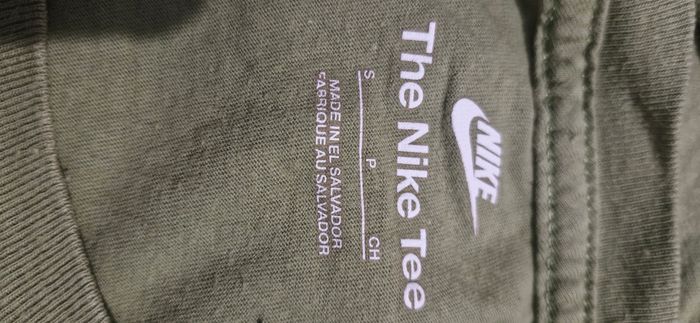 NIKE
The Nike Tee
S P CH
MADE IN EL SALVADOR
FABRIQUE AU SALVADOR